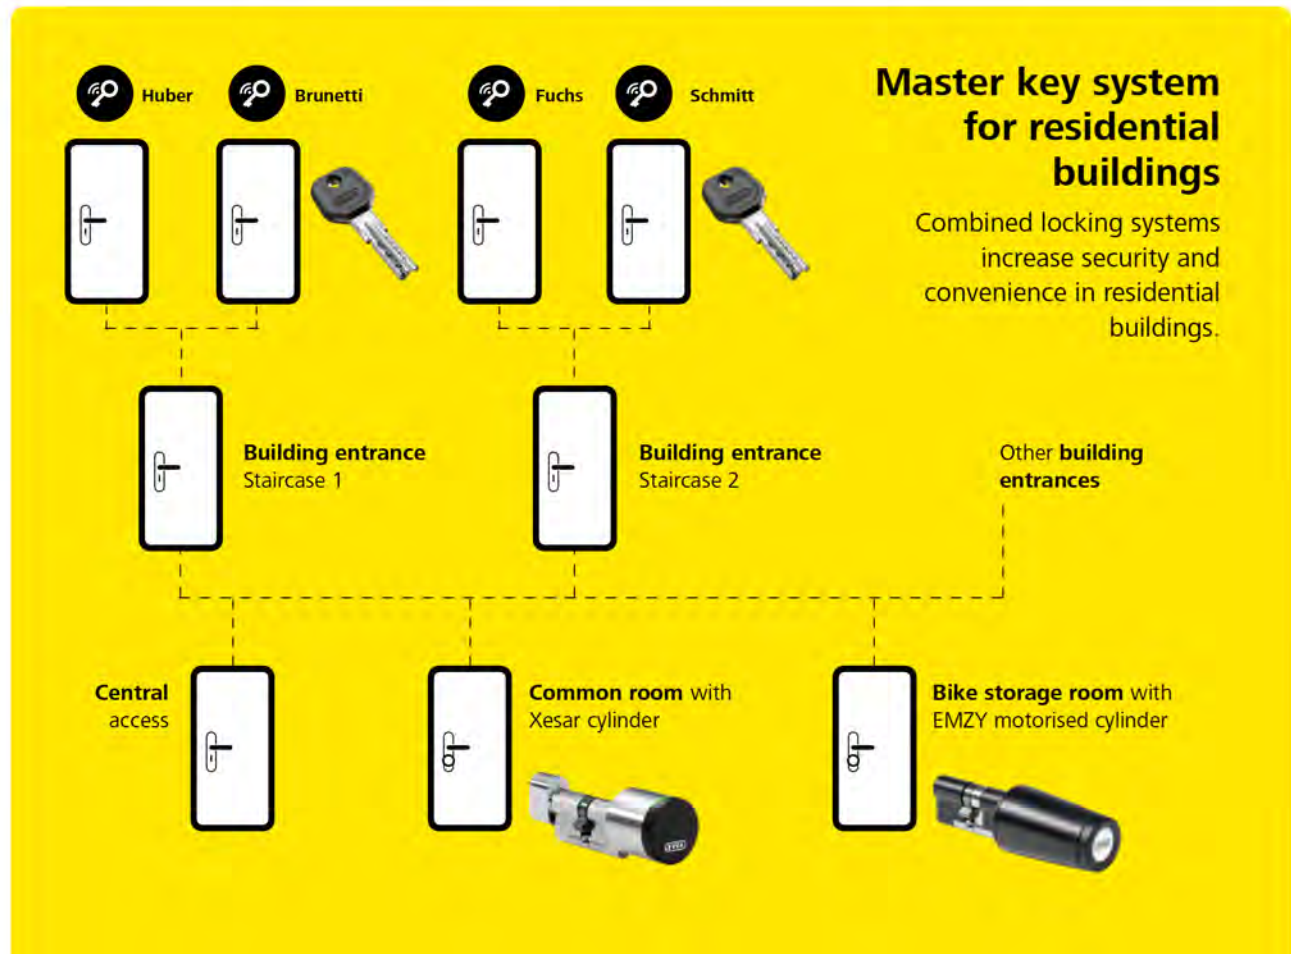 Huber
Brunetti
Fuchs
Schmitt
Master key system
for residential
buildings
Combined locking systems
increase security and
convenience in residential
buildings.
Building entrance
Staircase 1
Building entrance
Staircase 2
Other building
entrances
Central
access
Common room with
Xesar cylinder
Bike storage room with
EMZY motorised cylinder
EVVA